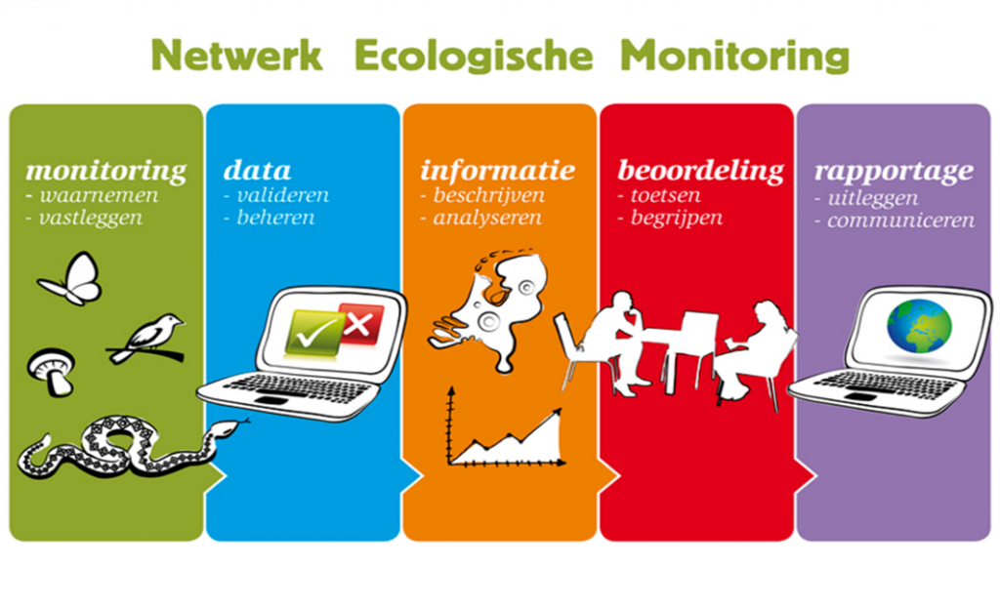 Netwerk Ecologische Monitoring
monitoring
- waarnemen
- vastleggen
data
- valideren
- beheren
informatie
- beschrijven
- analyseren
beoordeling
- toetsen
- begrijpen
rapportage
- uitleggen
- communiceren